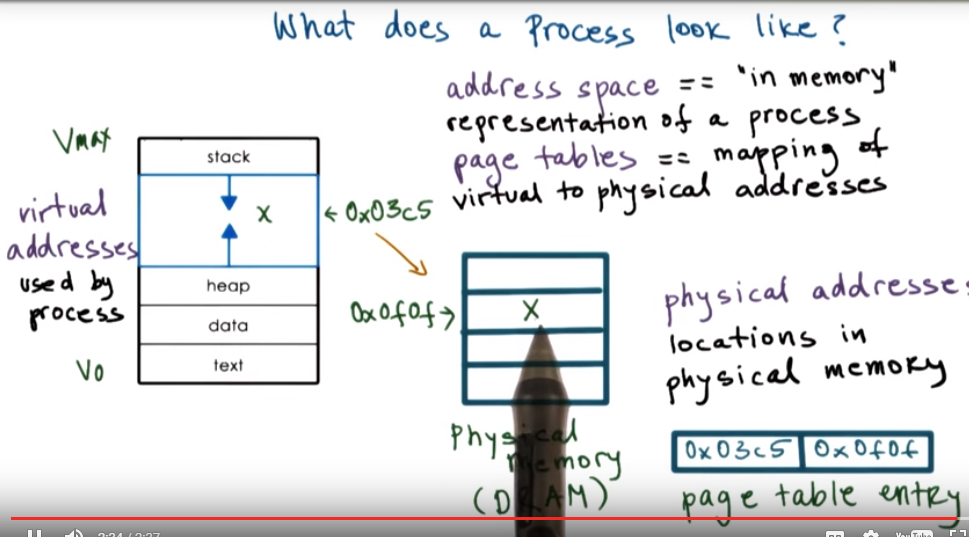 What does a Process look like?
address space == "in memory"
representation of a process
page tables == mapping of
virtual to physical addresses
Vmax
stack
virtual
addresses
used by
process
X
← 0x03c5
heap
data
text
V0
0x0f0f →
X
Physical
memory
(DRAM)
physical addresse
locations in
physical memory
0x03c5 0x0f0f
page table entry